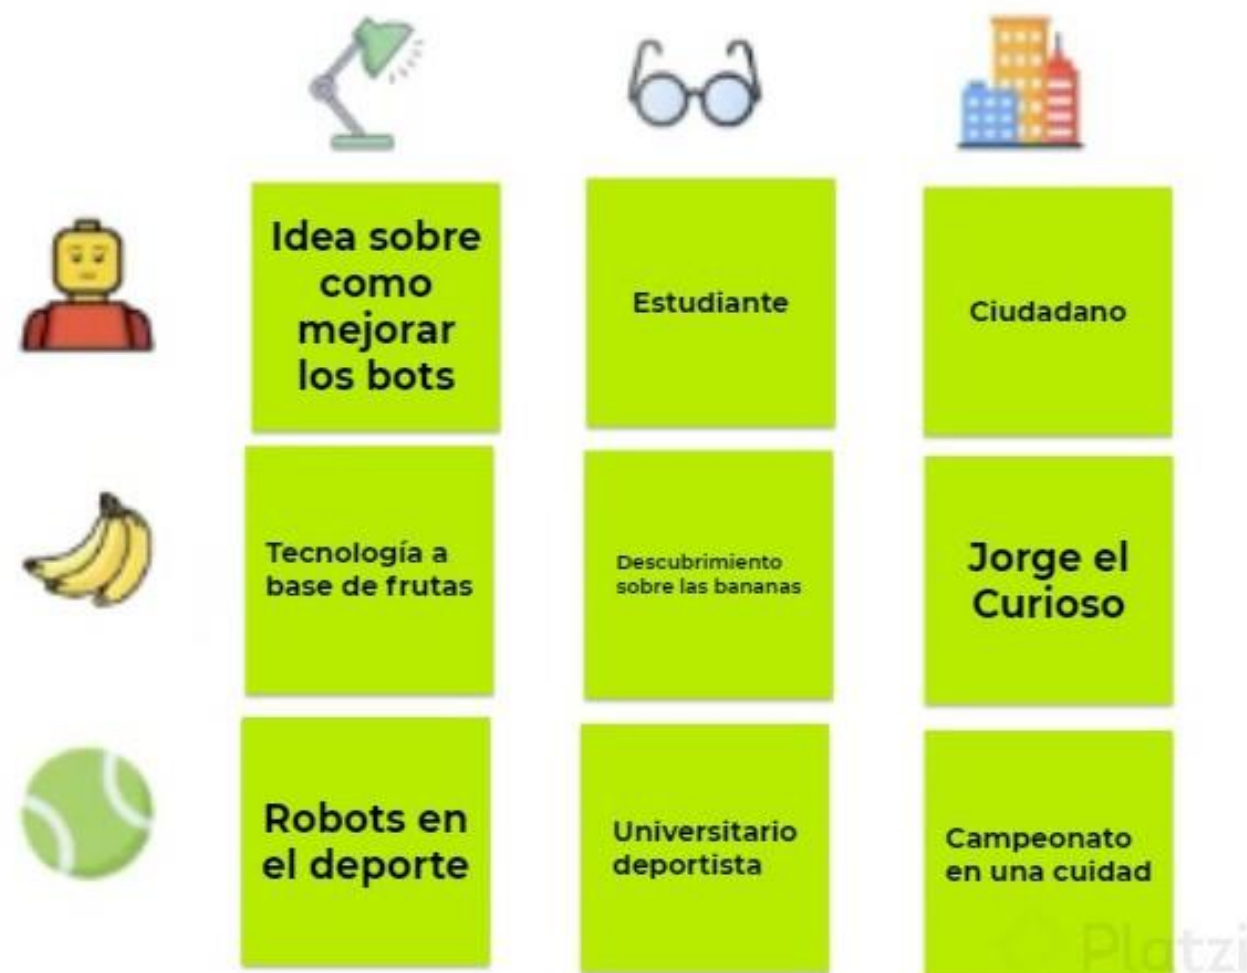 Idea sobre
como
mejorar
los bots
Estudiante
Ciudadano
Tecnología a
base de frutas
Descubrimiento
sobre las bananas
Jorge el
Curioso
Robots en
el deporte
Universitario
deportista
Campeonato
en una cuidad
Platzi